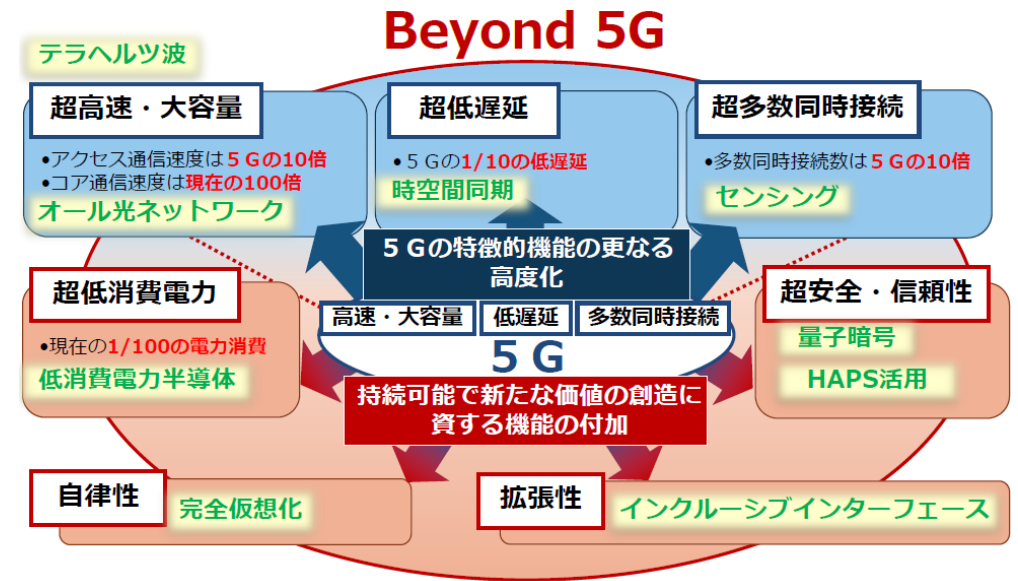 Beyond 5G
テラヘルツ波
超高速・大容量
•アクセス通信速度は５Ｇの10倍
•コア通信速度は現在の100倍
オール光ネットワーク
超低遅延
•５Ｇの1/10の低遅延
時空間同期
超多数同時接続
•多数同時接続数は５Ｇの10倍
センシング
５Ｇの特徴的機能の更なる
高度化
高速・大容量
低遅延
多数同時接続
５Ｇ
超低消費電力
•現在の1/100の電力消費
低消費電力半導体
超安全・信頼性
量子暗号
HAPS活用
持続可能で新たな価値の創造に
資する機能の付加
自律性
完全仮想化
拡張性
インクルーシブインターフェース